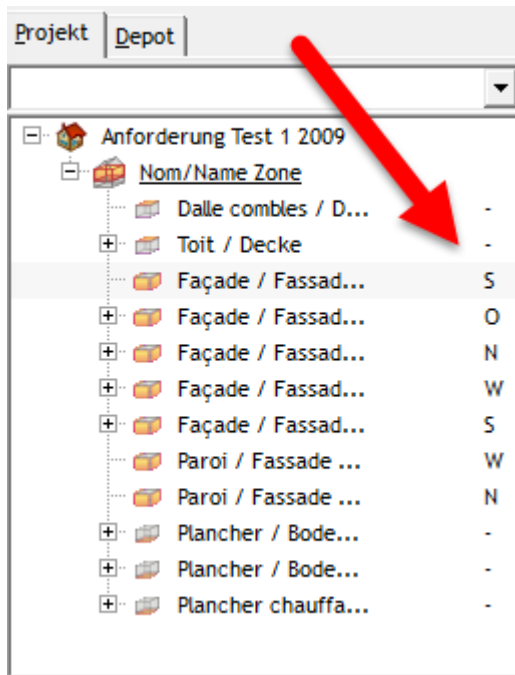 Projekt Depot
Anforderung Test 1 2009
Nom/Name Zone
Dalle combles / D... -
Toit / Decke -
Façade / Fassad... S
Façade / Fassad... O
Façade / Fassad... N
Façade / Fassad... W
Façade / Fassad... S
Paroi / Fassade ... W
Paroi / Fassade ... N
Plancher / Bode... -
Plancher / Bode... -
Plancher chauffa... -